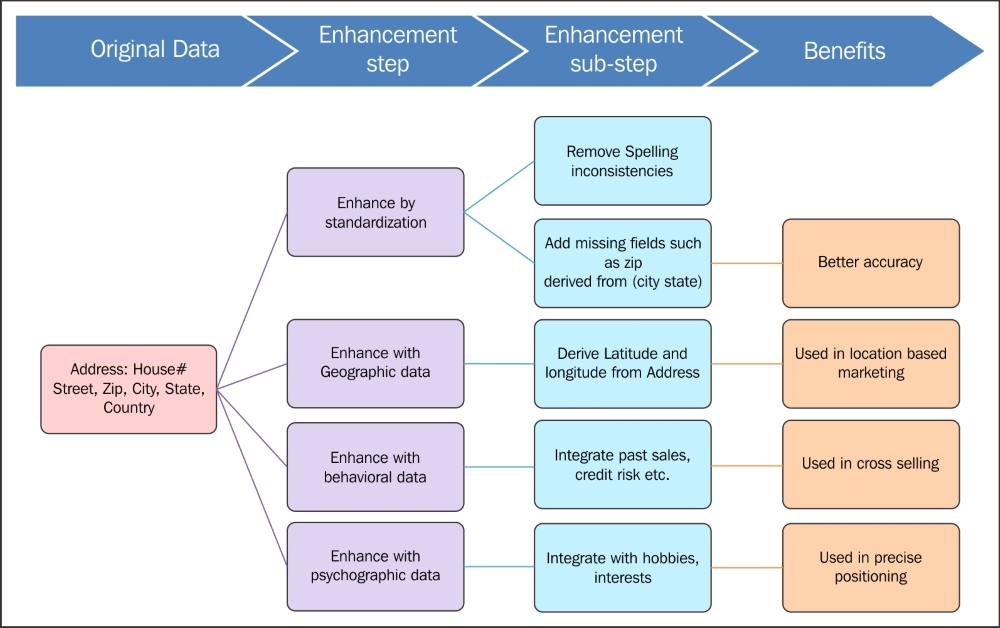 Original Data
Enhancement
step
Enhancement
sub-step
Benefits
Remove Spelling
inconsistencies
Enhance by
standardization
Add missing fields such
as zip
derived from (city state)
Better accuracy
Address: House#
Street, Zip, City, State,
Country
Enhance with
Geographic data
Derive Latitude and
longitude from Address
Used in location based
marketing
Enhance with
behavioral data
Integrate past sales,
credit risk etc.
Used in cross selling
Enhance with
psychographic data
Integrate with hobbies,
interests
Used in precise
positioning